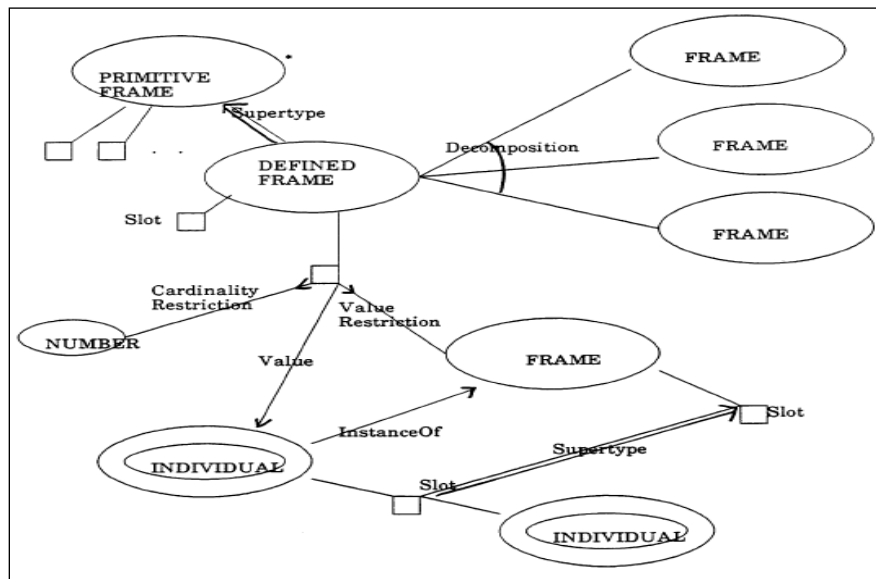 FRAME
PRIMITIVE
FRAME
Supertype
Decomposition
FRAME
DEFINED
FRAME
Slot
FRAME
Cardinality
Restriction
Value
Restriction
NUMBER
Value
FRAME
Slot
InstanceOf
Supertype
INDIVIDUAL
Slot
INDIVIDUAL